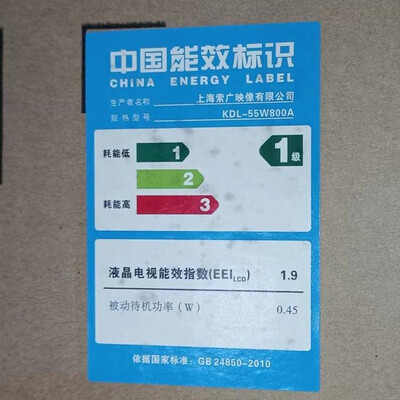 中国能效标识
CHINA ENERGY LABEL
生产者名称 上海索广映像有限公司
规格型号 KDL-55W800A
耗能低 1 1级
2
耗能高 3
液晶电视能效指数(EEILCD) 1.9
被动待机功率(W) 0.45
依据国家标准: GB 24850-2010